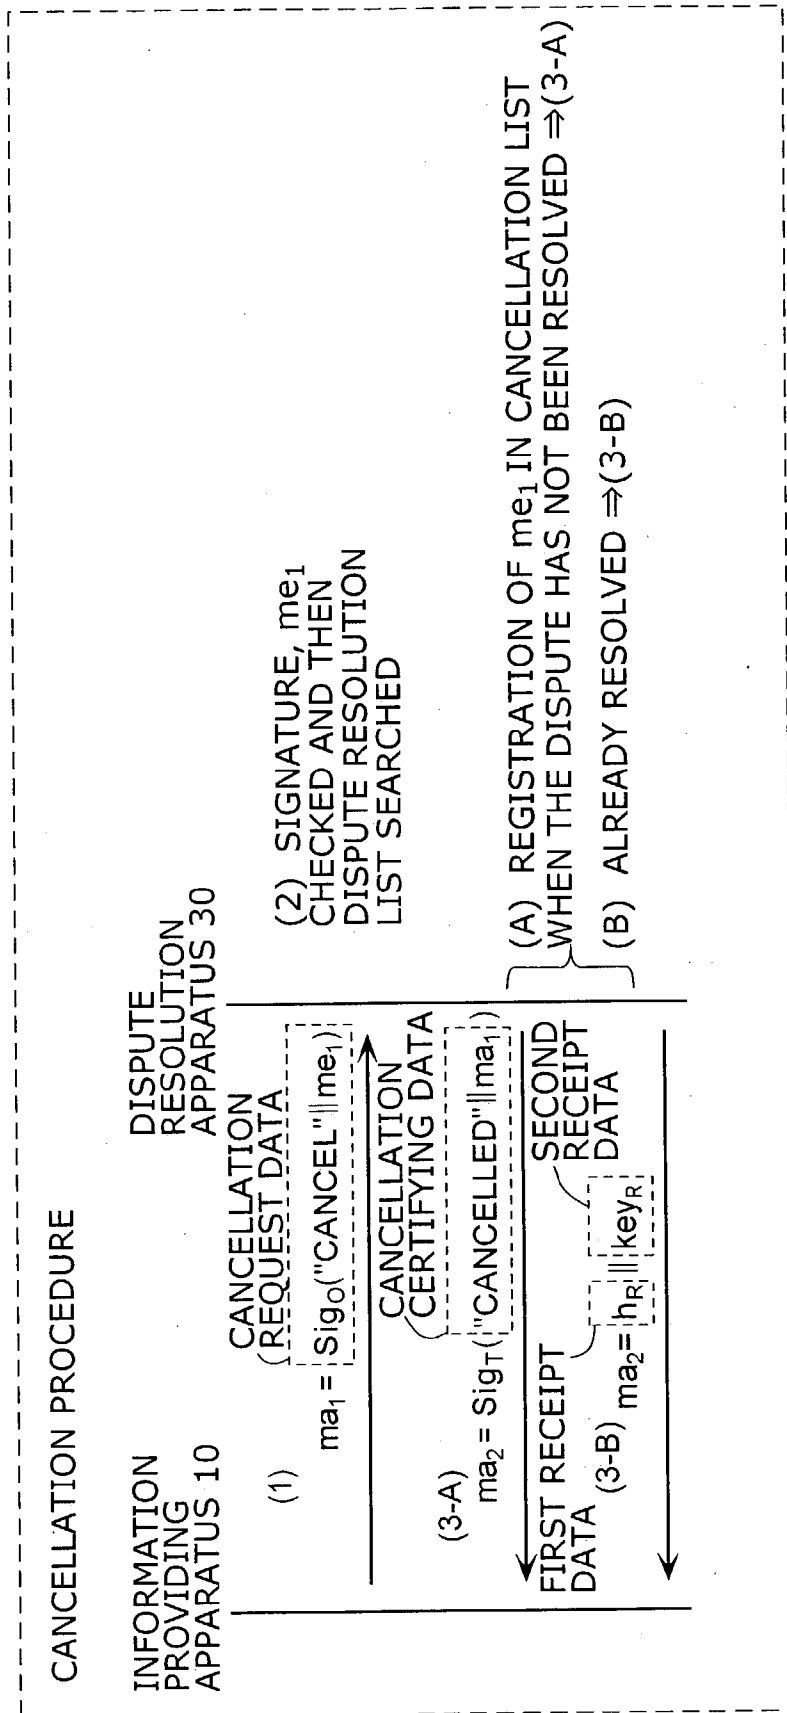 CANCELLATION PROCEDURE
INFORMATION
PROVIDING
APPARATUS 10
DISPUTE
RESOLUTION
APPARATUS 30
(1)
CANCELLATION
REQUEST DATA
ma1 = SigO("CANCEL"||me1)
(2) SIGNATURE, me1
CHECKED AND THEN
DISPUTE RESOLUTION
LIST SEARCHED
CANCELLATION
CERTIFYING DATA
(3-A)
ma2 = SigT("CANCELLED"||ma1)
(A) REGISTRATION OF me1 IN CANCELLATION LIST
WHEN THE DISPUTE HAS NOT BEEN RESOLVED ⇒(3-A)
(B) ALREADY RESOLVED ⇒(3-B)
FIRST RECEIPT
DATA
SECOND
RECEIPT
DATA
(3-B)
ma2= hR || keyR